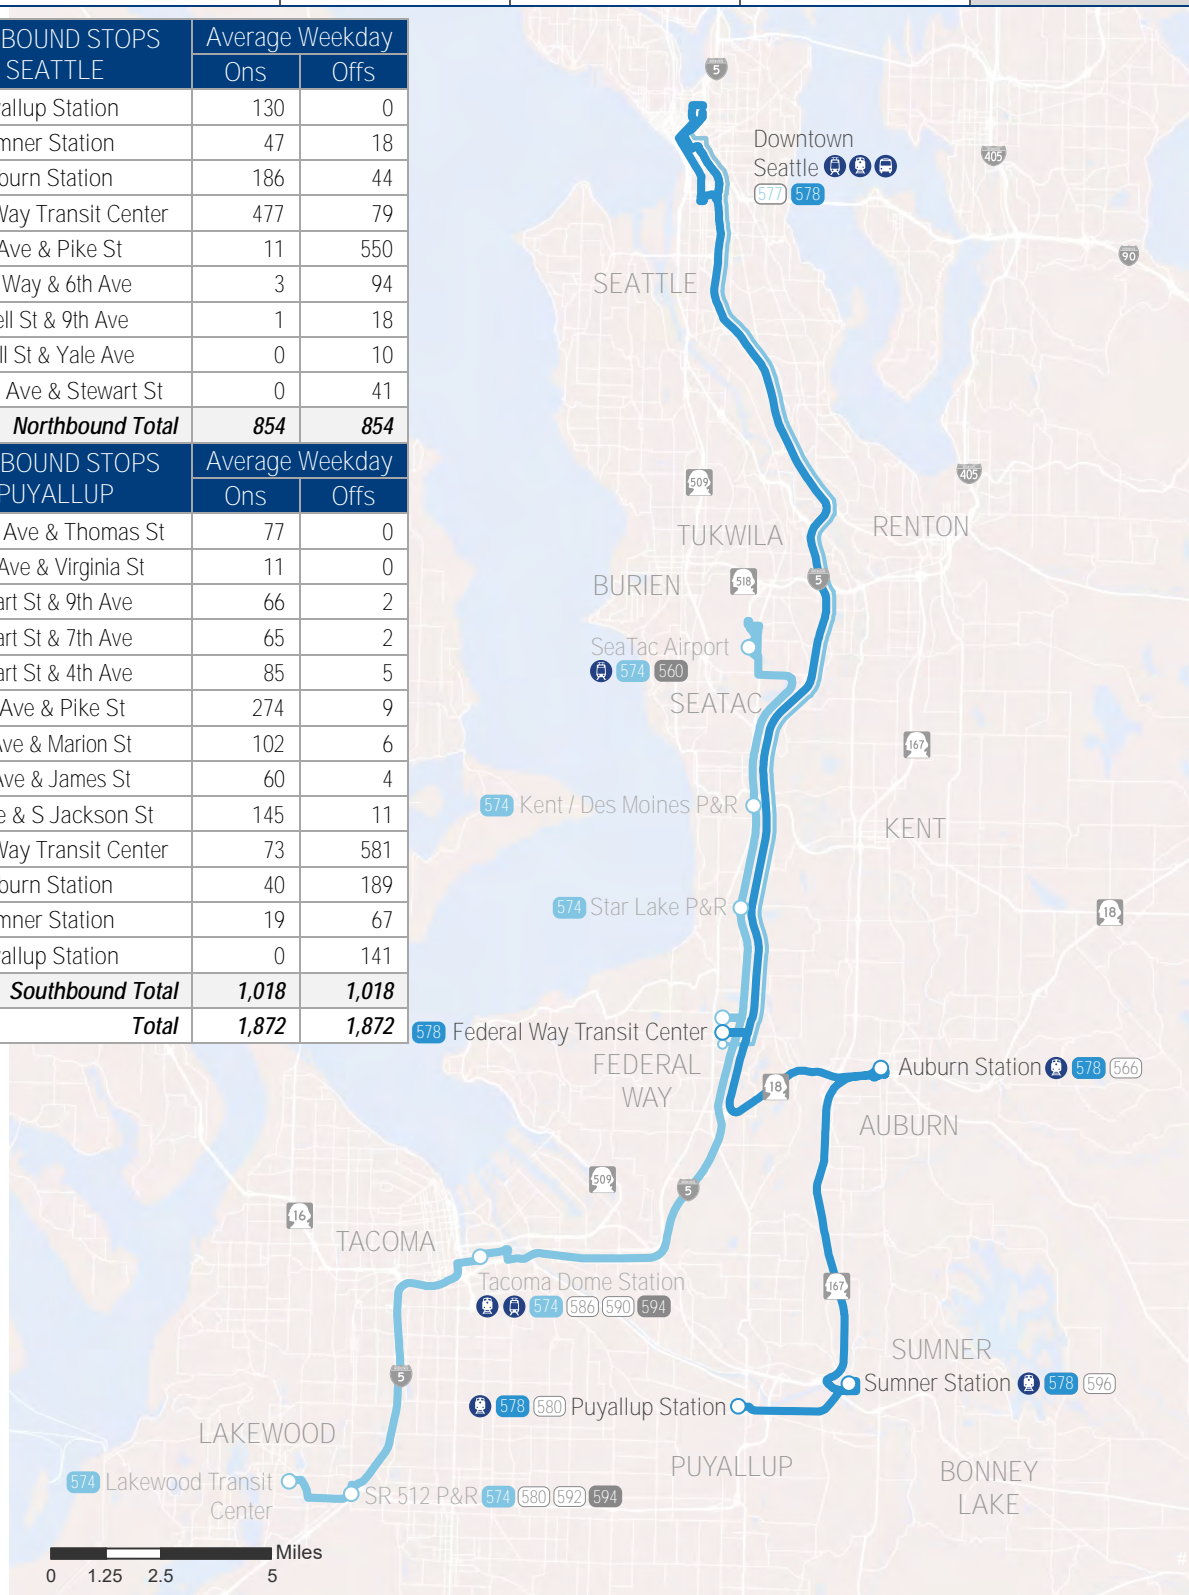 BOUND STOPS Average Weekday
SEATTLE Ons Offs
allup Station 130 0
mner Station 47 18
burn Station 186 44
Way Transit Center 477 79
Ave & Pike St 11 550
Way & 6th Ave 3 94
ell St & 9th Ave 1 18
ll St & Yale Ave 0 10
Ave & Stewart St 0 41
Northbound Total 854 854
BOUND STOPS Average Weekday
PUYALLUP Ons Offs
Ave & Thomas St 77 0
Ave & Virginia St 11 0
art St & 9th Ave 66 2
art St & 7th Ave 65 2
art St & 4th Ave 85 5
Ave & Pike St 274 9
Ave & Marion St 102 6
Ave & James St 60 4
e & S Jackson St 145 11
Way Transit Center 73 581
burn Station 40 189
mner Station 19 67
allup Station 0 141
Southbound Total 1,018 1,018
Total 1,872 1,872
5
Downtown
Seattle
577 578
405
90
SEATTLE
509
405
TUKWILA
RENTON
BURIEN
518
5
SeaTac Airport
574 560
SEATAC
167
574 Kent / Des Moines P&R
KENT
574 Star Lake P&R
18
578 Federal Way Transit Center
FEDERAL
WAY
18
Auburn Station 578 566
AUBURN
509
5
16
TACOMA
Tacoma Dome Station
574 586 590 594
167
SUMNER
Sumner Station 578 596
5
578 580 Puyallup Station
LAKEWOOD
PUYALLUP
BONNEY
LAKE
574 Lakewood Transit
Center
SR 512 P&R 574 580 592 594
Miles
0 1.25 2.5 5
#